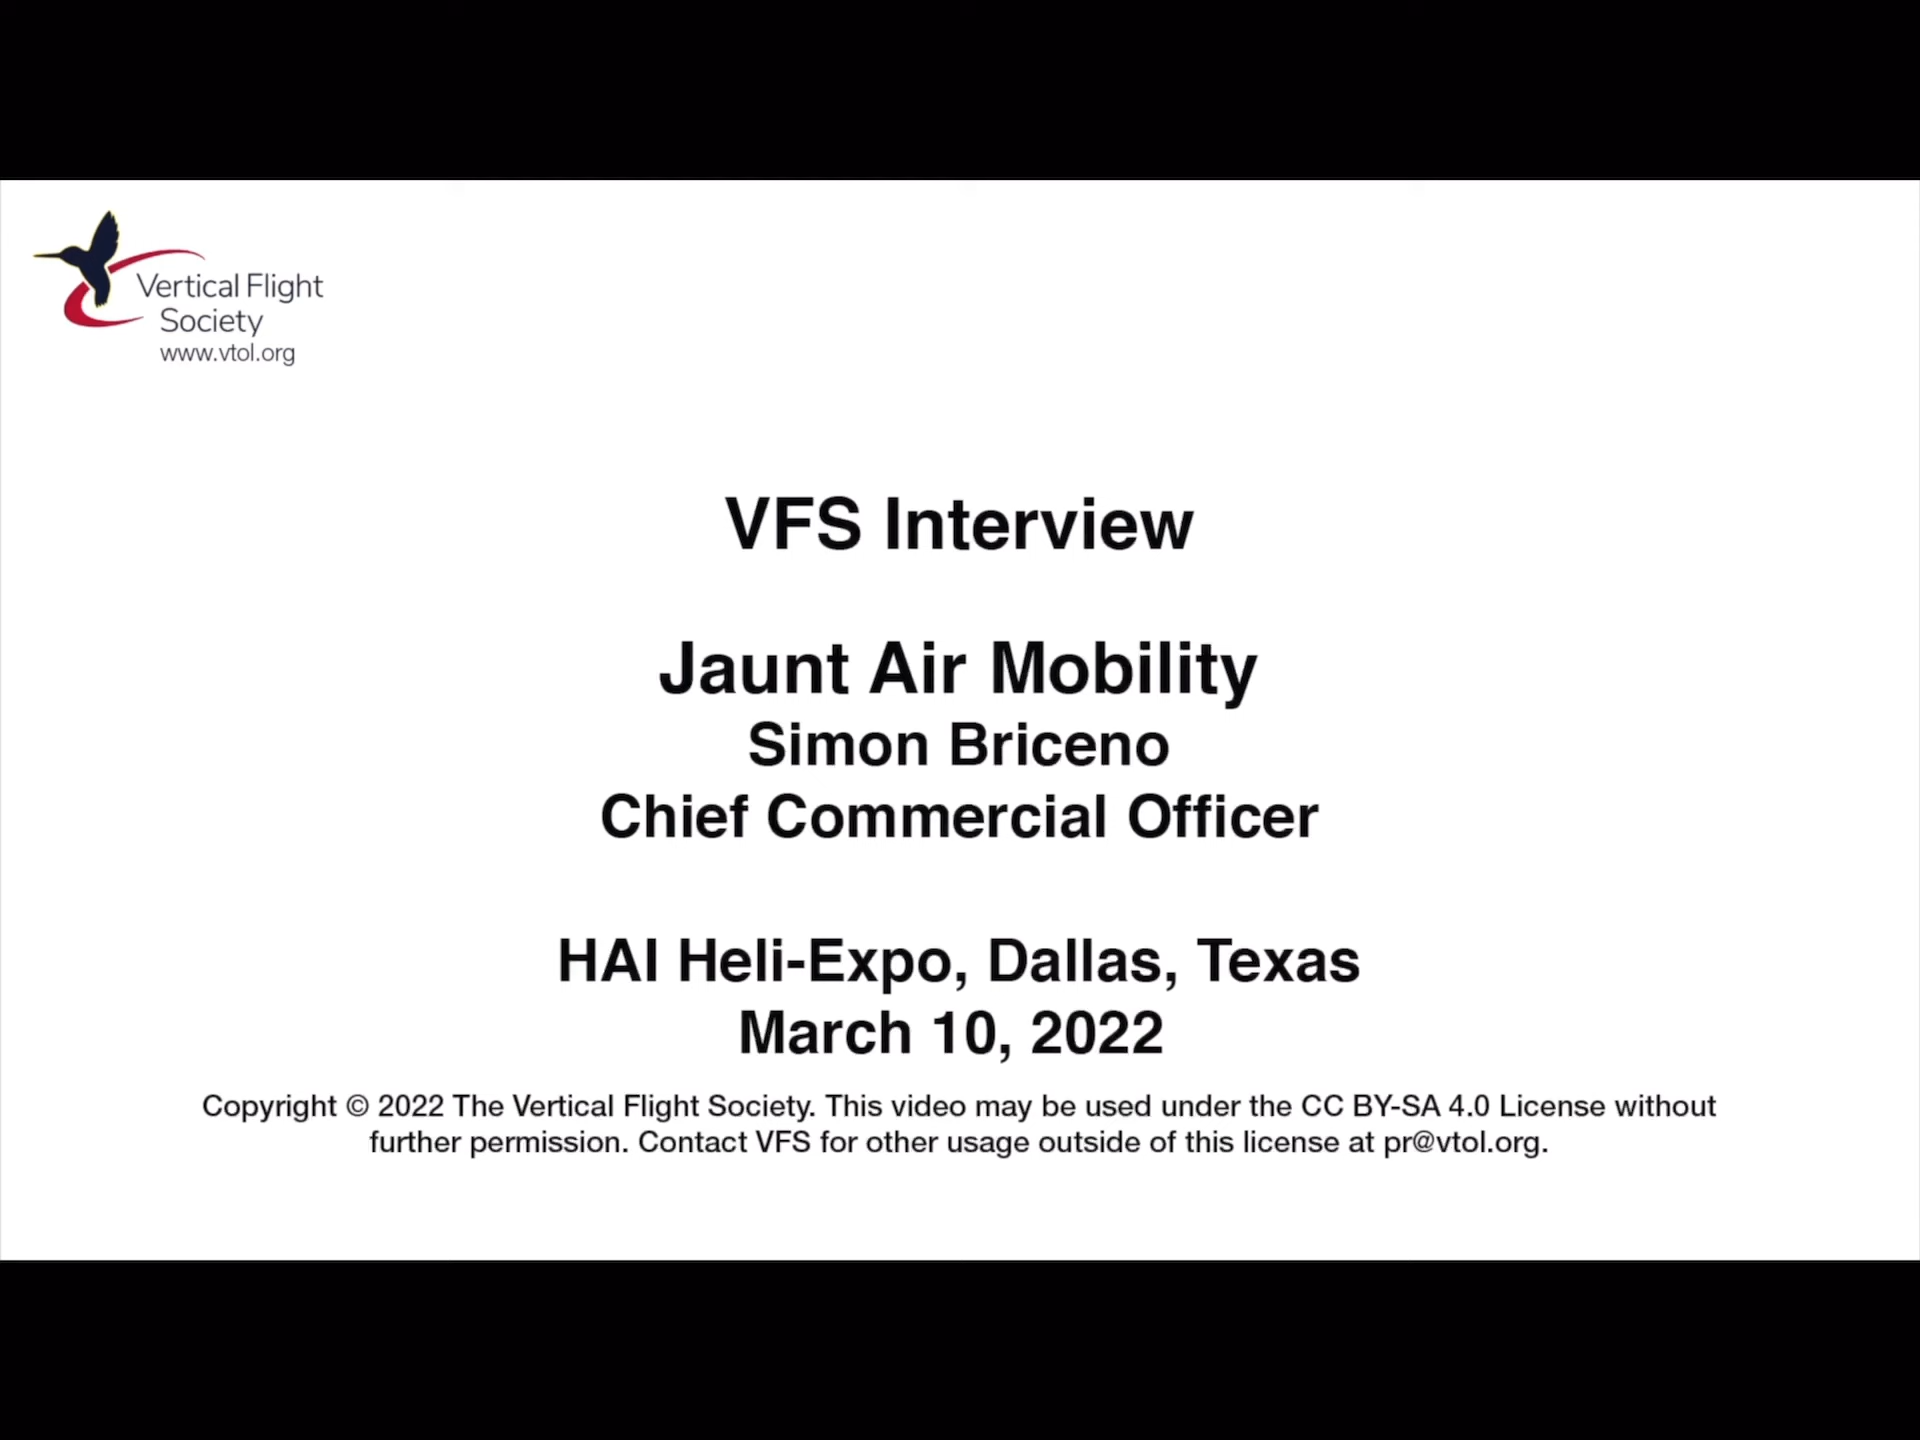 Vertical Flight
Society
www.vtol.org
VFS Interview
Jaunt Air Mobility
Simon Briceno
Chief Commercial Officer
HAI Heli-Expo, Dallas, Texas
March 10, 2022
Copyright © 2022 The Vertical Flight Society. This video may be used under the CC BY-SA 4.0 License without
further permission. Contact VFS for other usage outside of this license at pr@vtol.org.